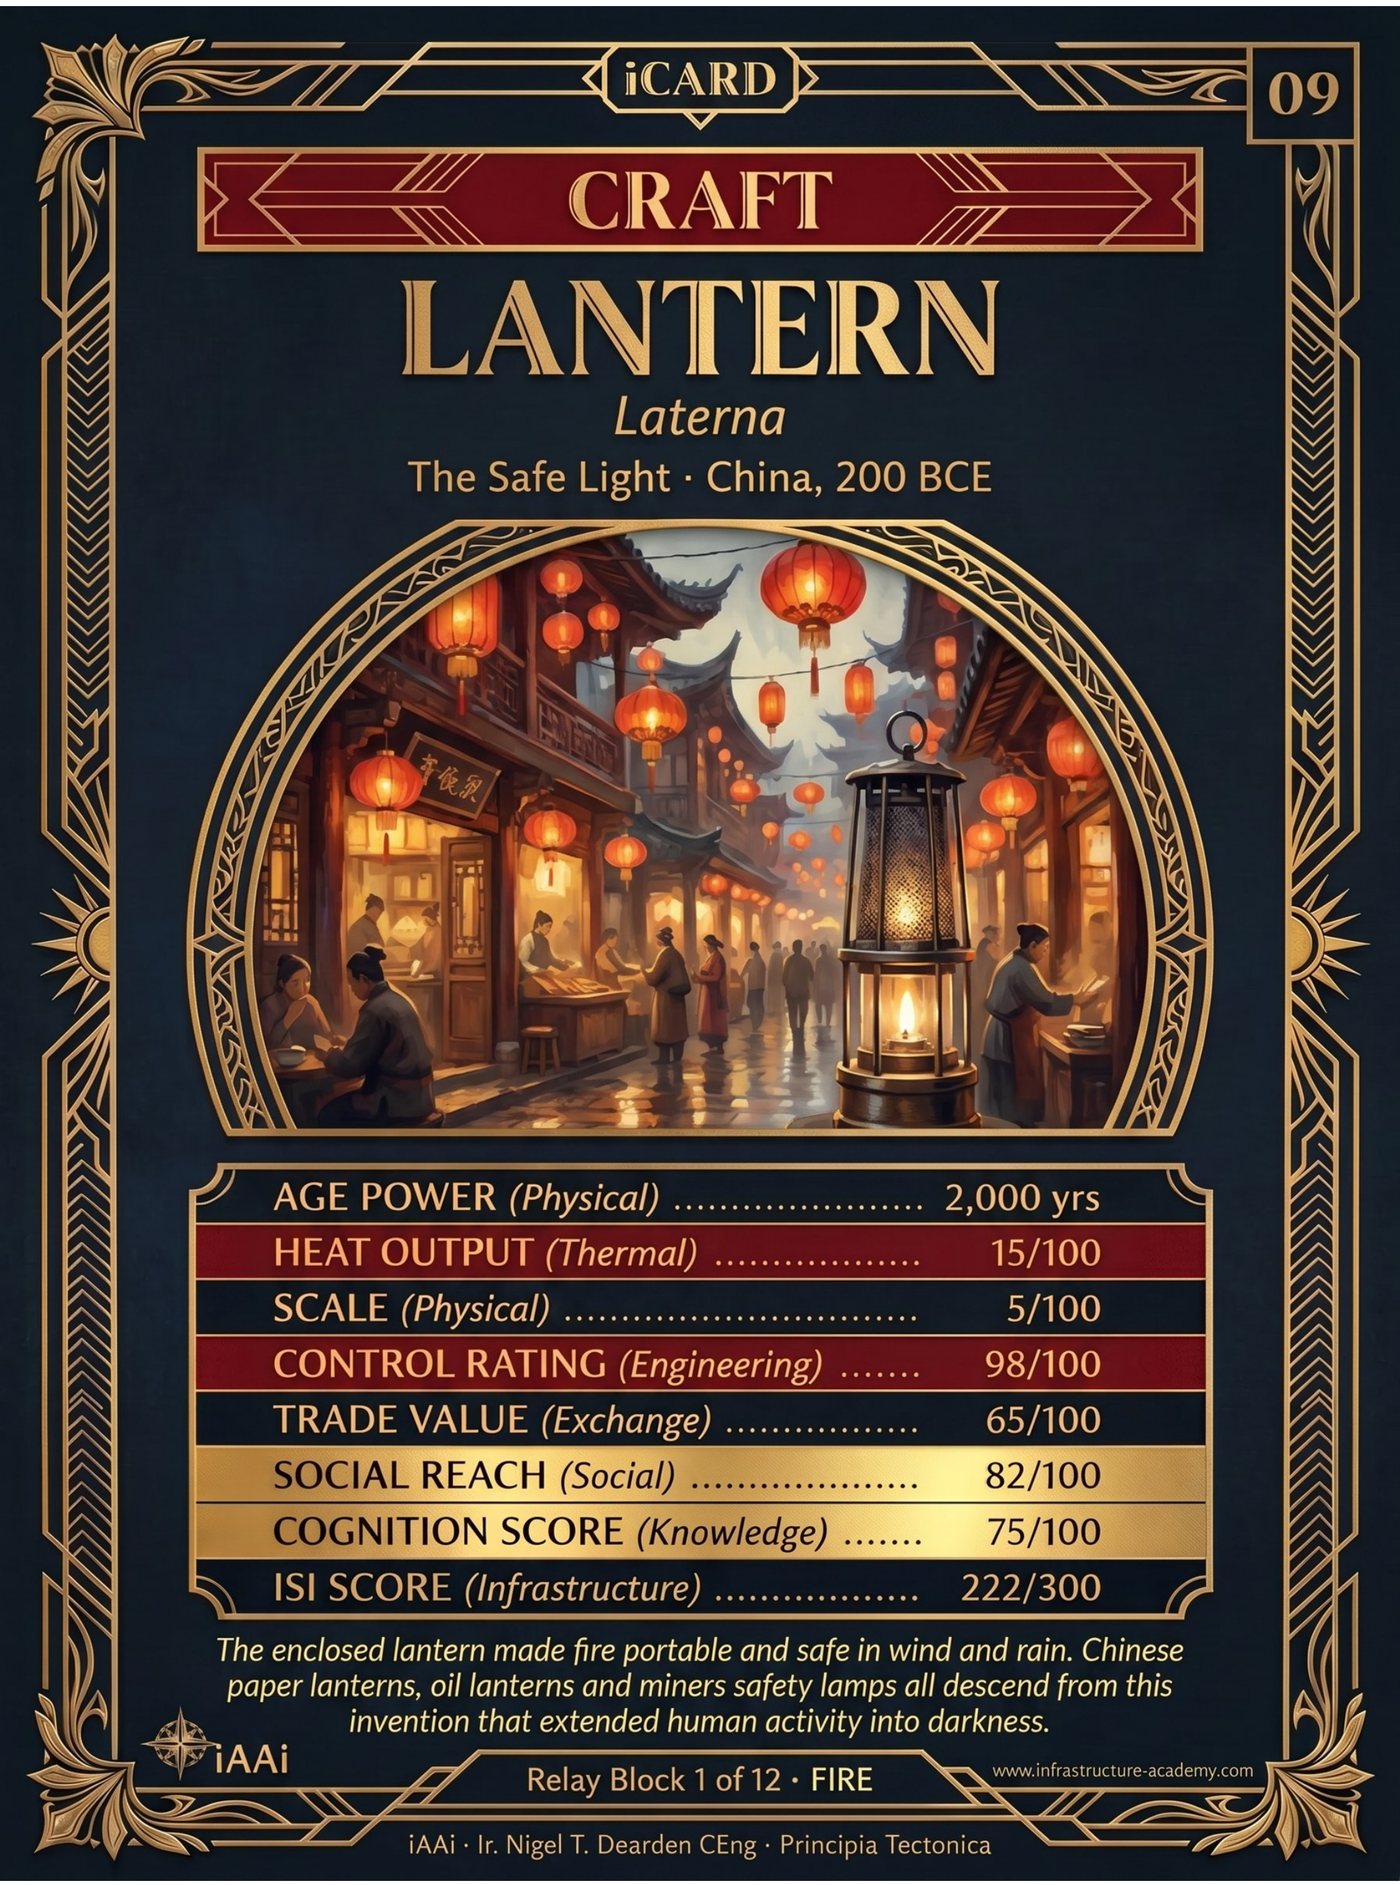 iCARD
09
CRAFT
LANTERN
Laterna
The Safe Light · China, 200 BCE
AGE POWER (Physical) ...................... 2,000 yrs
HEAT OUTPUT (Thermal) .................. 15/100
SCALE (Physical) ............................... 5/100
CONTROL RATING (Engineering) ....... 98/100
TRADE VALUE (Exchange) ................. 65/100
SOCIAL REACH (Social) .................... 82/100
COGNITION SCORE (Knowledge) ....... 75/100
ISI SCORE (Infrastructure) .................. 222/300
The enclosed lantern made fire portable and safe in wind and rain. Chinese
paper lanterns, oil lanterns and miners safety lamps all descend from this
invention that extended human activity into darkness.
iAAi
Relay Block 1 of 12 · FIRE
www.infrastructure-academy.com
iAAi · Ir. Nigel T. Dearden CEng · Principia Tectonica